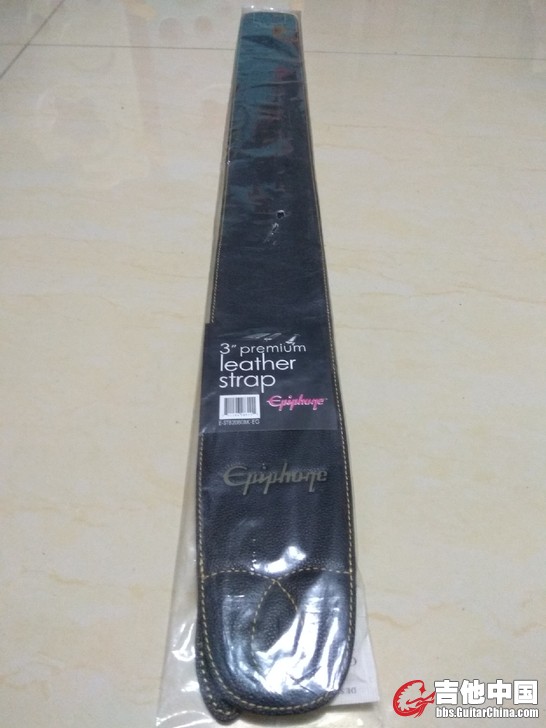 3" premium
leather
strap
Epiphone
Epiphone
吉他中国
bbs.GuitarChina.com